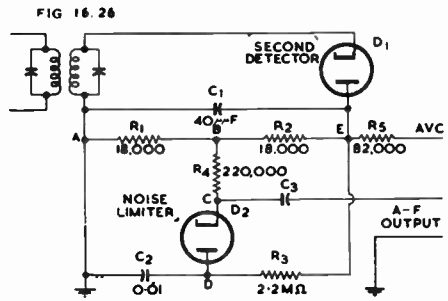 FIG 16.26
SECOND
DETECTOR
D1
C1
40µµF
A
R1
18,000
B
R2
18,000
E
R5
82,000
AVC
R4
220,000
C3
C
D2
NOISE
LIMITER
A-F
OUTPUT
C2
0.01
D
R3
2.2MΩ